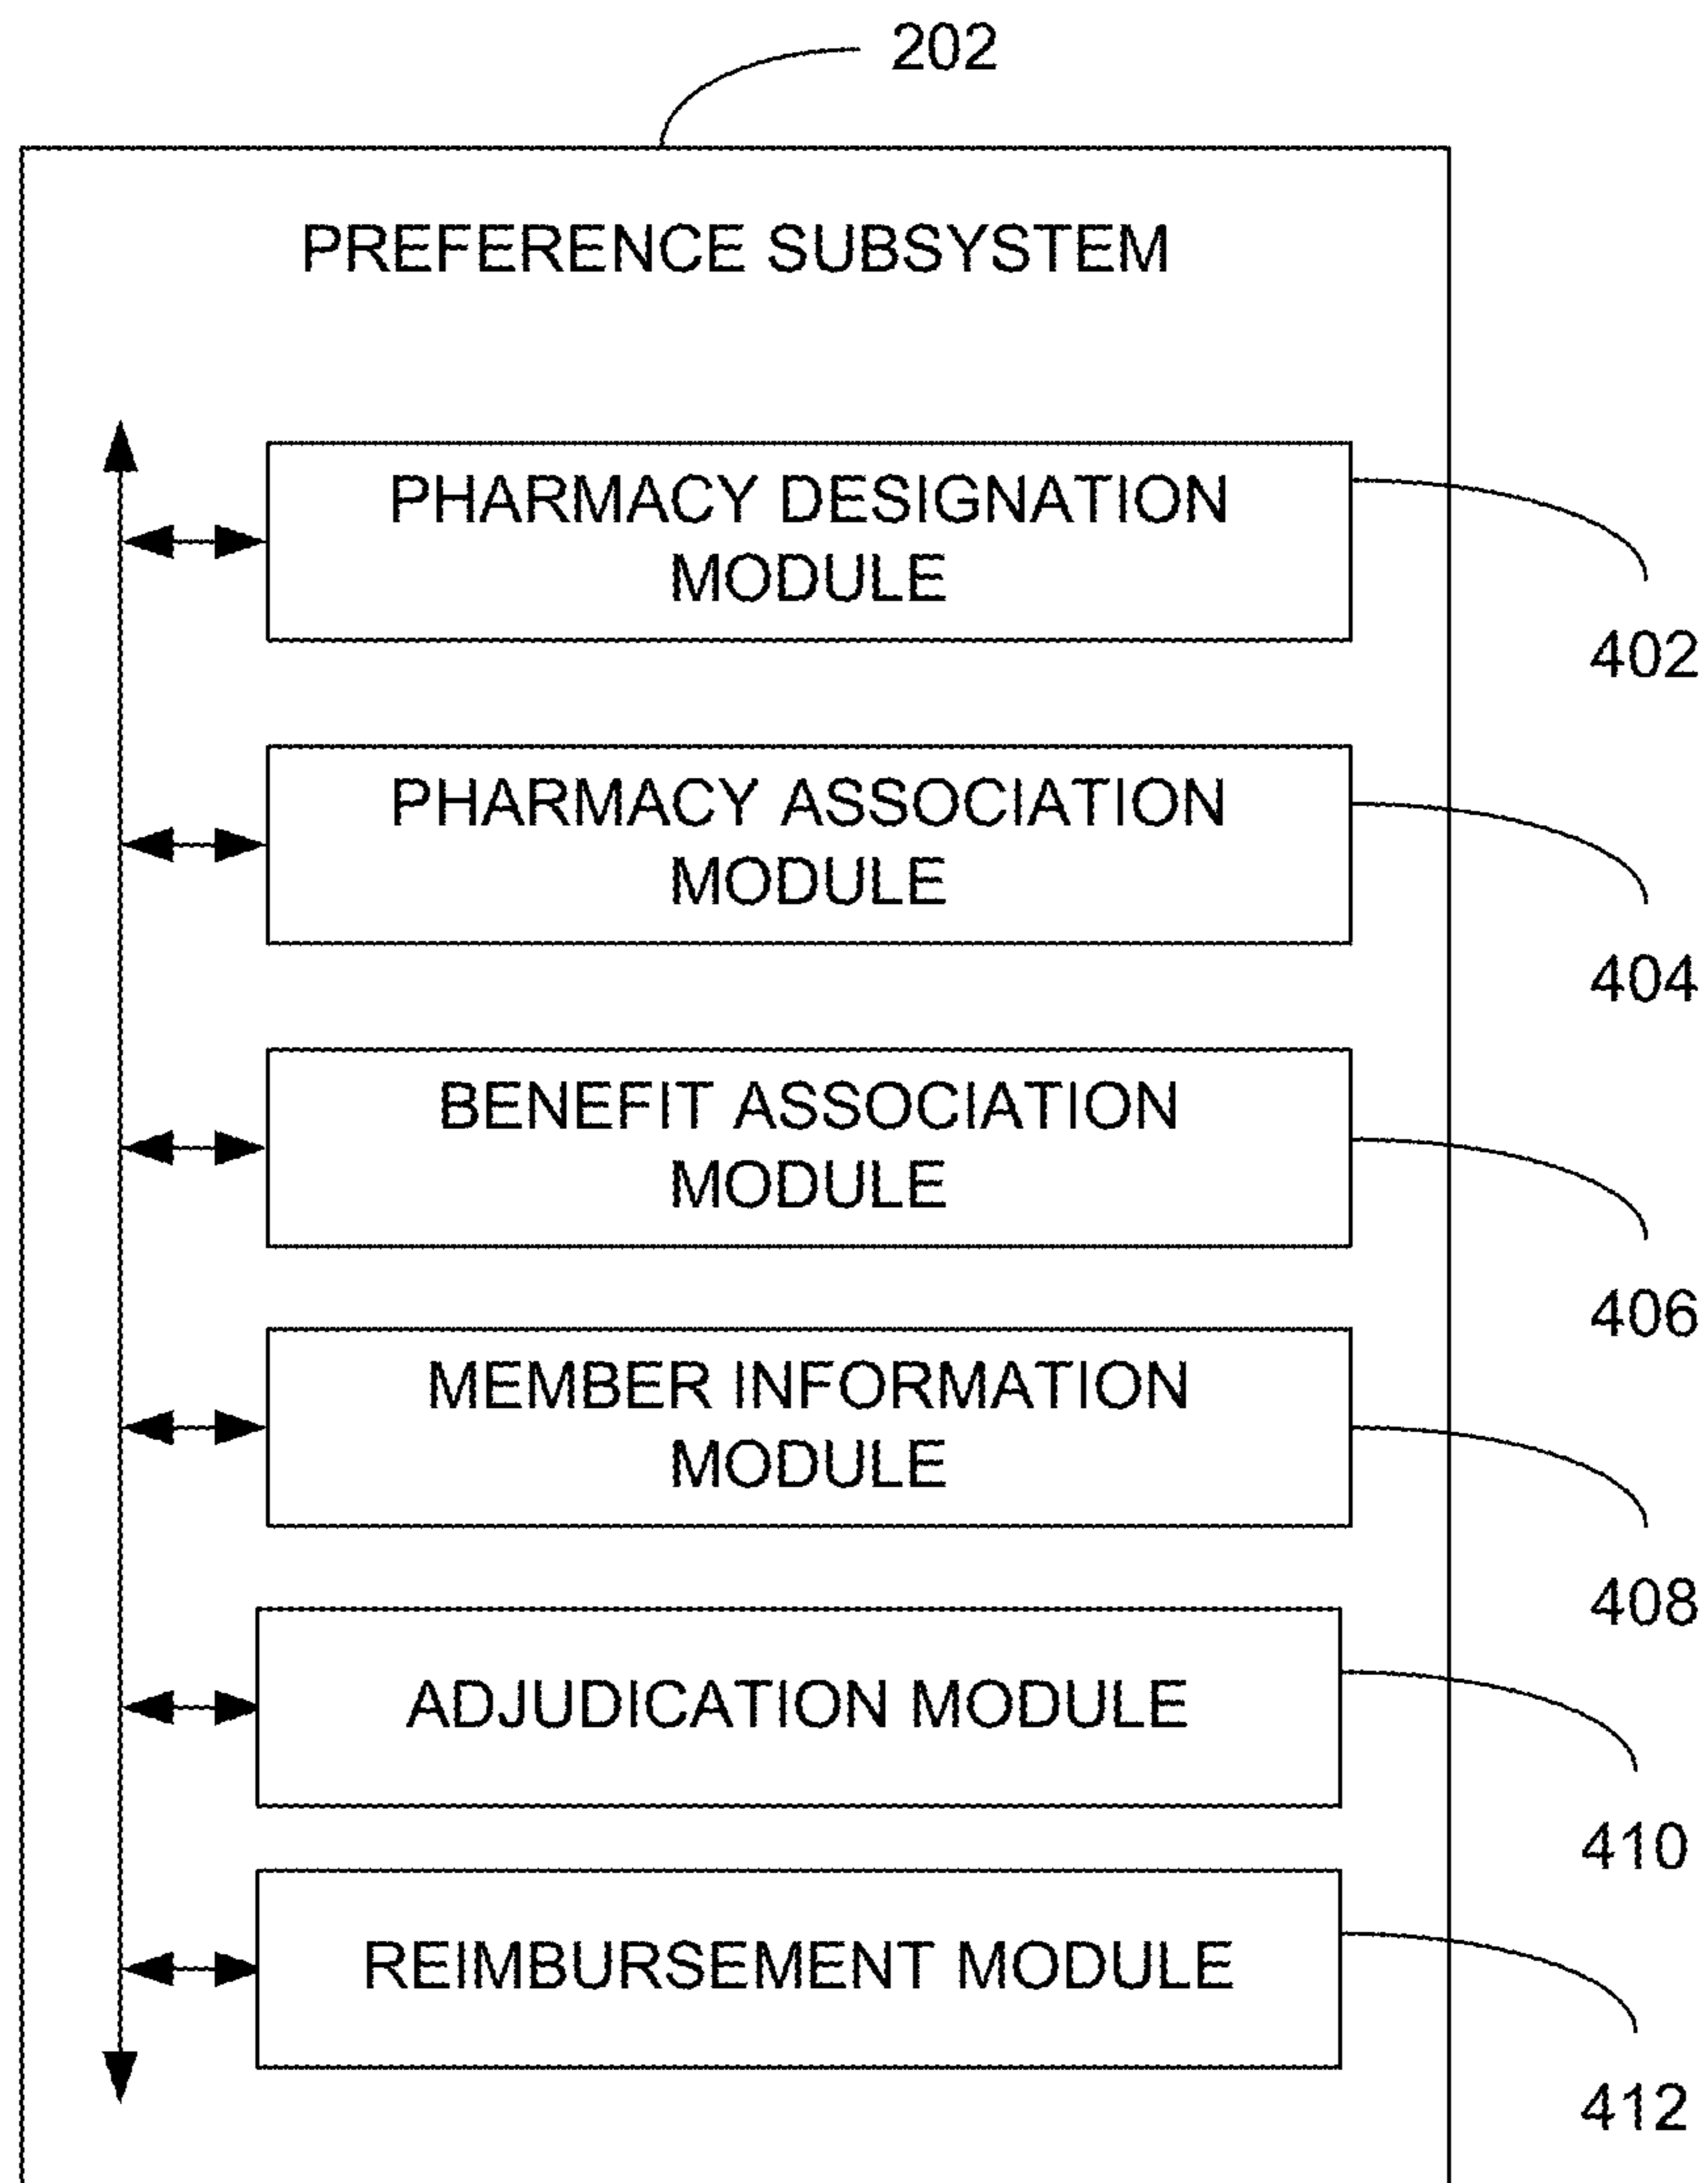 202
PREFERENCE SUBSYSTEM
PHARMACY DESIGNATION
MODULE
402
PHARMACY ASSOCIATION
MODULE
404
BENEFIT ASSOCIATION
MODULE
406
MEMBER INFORMATION
MODULE
408
ADJUDICATION MODULE
410
REIMBURSEMENT MODULE
412